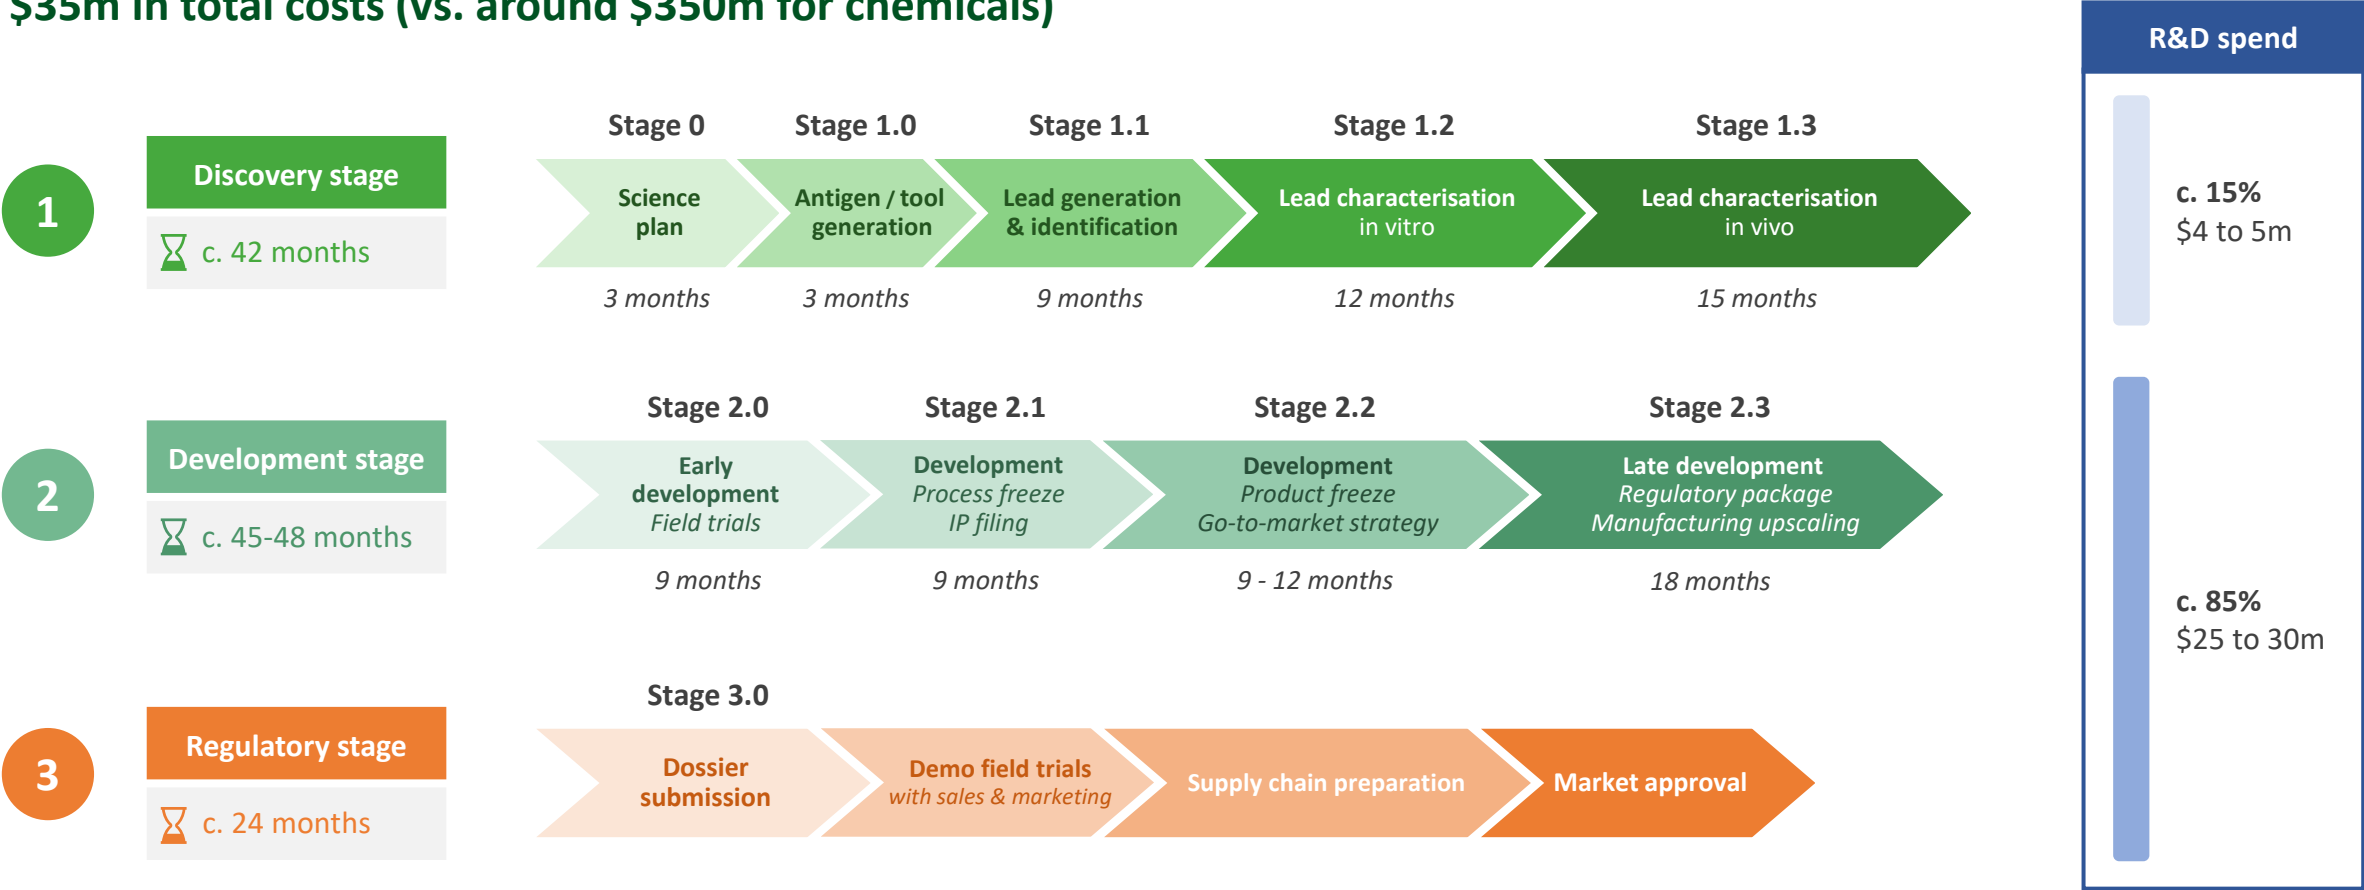 $35m in total costs (vs. around $350m for chemicals)
R&D spend
1
Discovery stage
c. 42 months
Stage 0
Stage 1.0
Stage 1.1
Stage 1.2
Stage 1.3
Science
plan
Antigen / tool
generation
Lead generation
& identification
Lead characterisation
in vitro
Lead characterisation
in vivo
3 months
3 months
9 months
12 months
15 months
c. 15%
$4 to 5m
2
Development stage
c. 45-48 months
Stage 2.0
Stage 2.1
Stage 2.2
Stage 2.3
Early
development
Field trials
Development
Process freeze
IP filing
Development
Product freeze
Go-to-market strategy
Late development
Regulatory package
Manufacturing upscaling
9 months
9 months
9 - 12 months
18 months
c. 85%
$25 to 30m
3
Regulatory stage
c. 24 months
Stage 3.0
Dossier
submission
Demo field trials
with sales & marketing
Supply chain preparation
Market approval